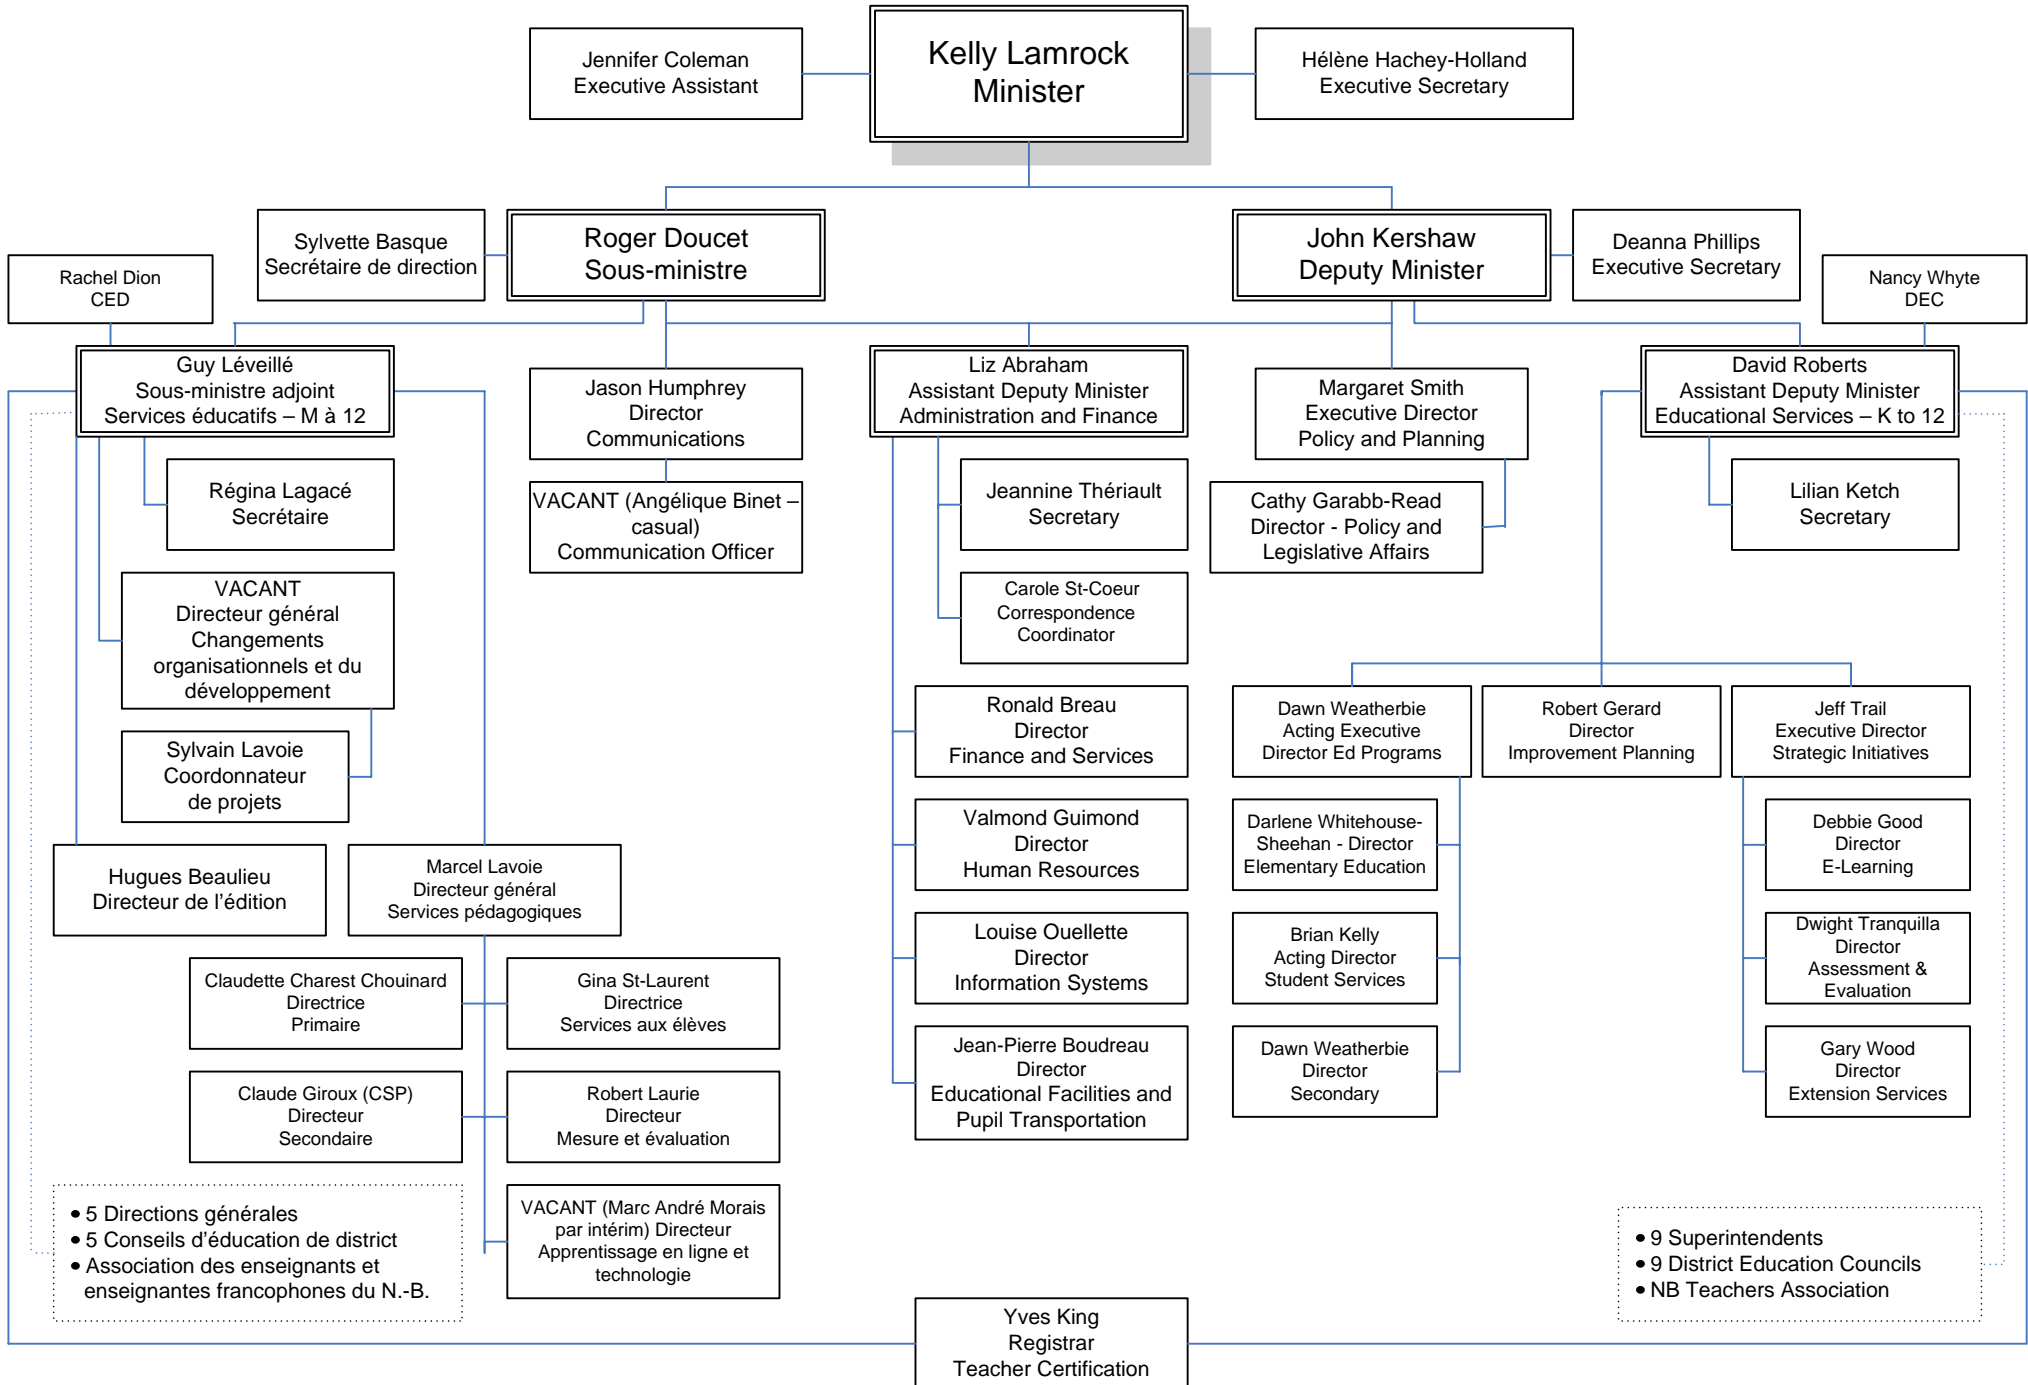 Kelly Lamrock
Minister
Jennifer Coleman
Executive Assistant
Hélène Hachey-Holland
Executive Secretary
Sylvette Basque
Secrétaire de direction
Roger Doucet
Sous-ministre
John Kershaw
Deputy Minister
Deanna Phillips
Executive Secretary
Rachel Dion
CED
Nancy Whyte
DEC
Guy Léveillé
Sous-ministre adjoint
Services éducatifs – M à 12
Jason Humphrey
Director
Communications
Liz Abraham
Assistant Deputy Minister
Administration and Finance
Margaret Smith
Executive Director
Policy and Planning
David Roberts
Assistant Deputy Minister
Educational Services – K to 12
Régina Lagacé
Secrétaire
VACANT (Angélique Binet –
casual)
Communication Officer
Jeannine Thériault
Secretary
Cathy Garabb-Read
Director - Policy and
Legislative Affairs
Lilian Ketch
Secretary
VACANT
Directeur général
Changements
organisationnels et du
développement
Carole St-Coeur
Correspondence
Coordinator
Sylvain Lavoie
Coordonnateur
de projets
Ronald Breau
Director
Finance and Services
Dawn Weatherbie
Acting Executive
Director Ed Programs
Robert Gerard
Director
Improvement Planning
Jeff Trail
Executive Director
Strategic Initiatives
Hugues Beaulieu
Directeur de l’édition
Marcel Lavoie
Directeur général
Services pédagogiques
Valmond Guimond
Director
Human Resources
Darlene Whitehouse-
Sheehan - Director
Elementary Education
Debbie Good
Director
E-Learning
Claudette Charest Chouinard
Directrice
Primaire
Gina St-Laurent
Directrice
Services aux élèves
Louise Ouellette
Director
Information Systems
Brian Kelly
Acting Director
Student Services
Dwight Tranquilla
Director
Assessment &
Evaluation
Claude Giroux (CSP)
Directeur
Secondaire
Robert Laurie
Directeur
Mesure et évaluation
Jean-Pierre Boudreau
Director
Educational Facilities and
Pupil Transportation
Dawn Weatherbie
Director
Secondary
Gary Wood
Director
Extension Services
• 5 Directions générales
• 5 Conseils d’éducation de district
• Association des enseignants et
enseignantes francophones du N.-B.
VACANT (Marc André Morais
par intérim) Directeur
Apprentissage en ligne et
technologie
• 9 Superintendents
• 9 District Education Councils
• NB Teachers Association
Yves King
Registrar
Teacher Certification